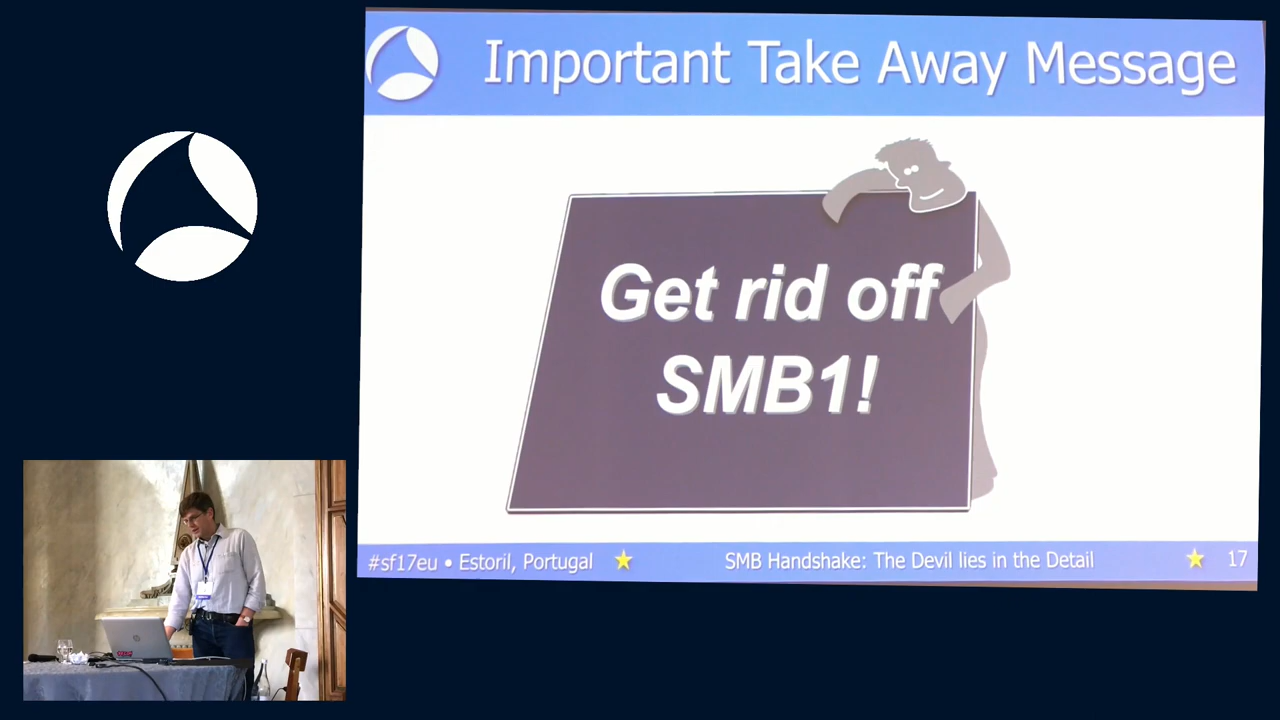 Important Take Away Message
Get rid off
SMB1!
#sf17eu • Estoril, Portugal
SMB Handshake: The Devil lies in the Detail
17